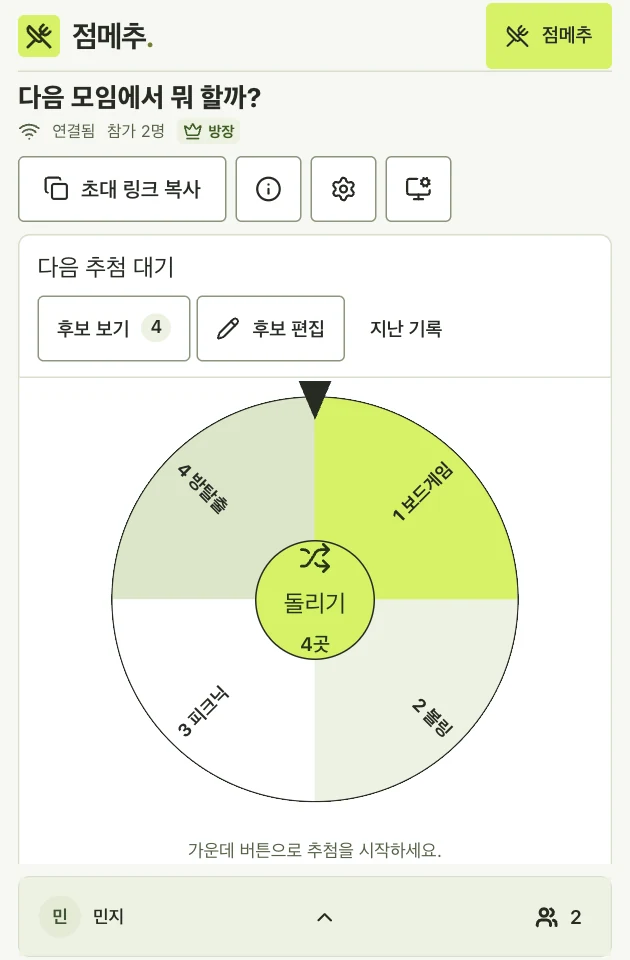 점메추.
점메추
다음 모임에서 뭐 할까?
연결됨 참가 2명 방장
초대 링크 복사
다음 추첨 대기
후보 보기 4
후보 편집
지난 기록
4 방탈출
1 보드게임
돌리기
4곳
3 피크닉
2 볼링
가운데 버튼으로 추첨을 시작하세요.
민 민지
2